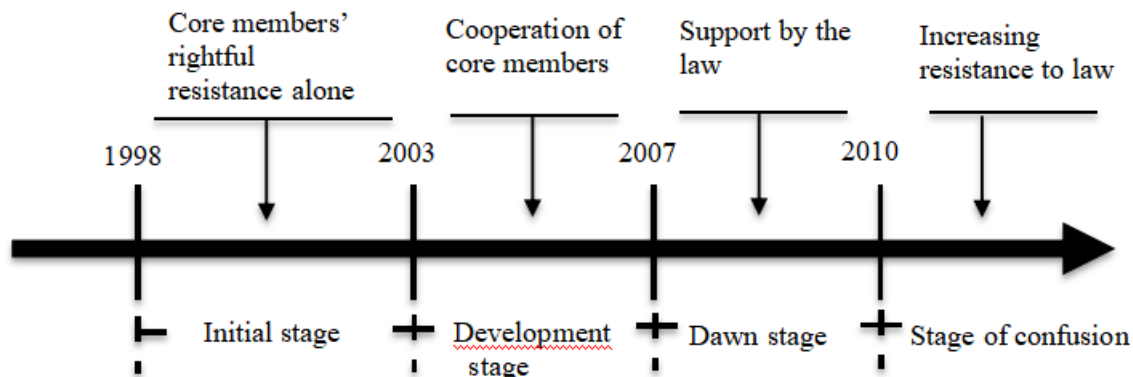 Core members'
rightful
resistance alone
Cooperation of
core members
Support by the
law
Increasing
resistance to law
1998
2003
2007
2010
Initial stage
Development
stage
Dawn stage
Stage of confusion